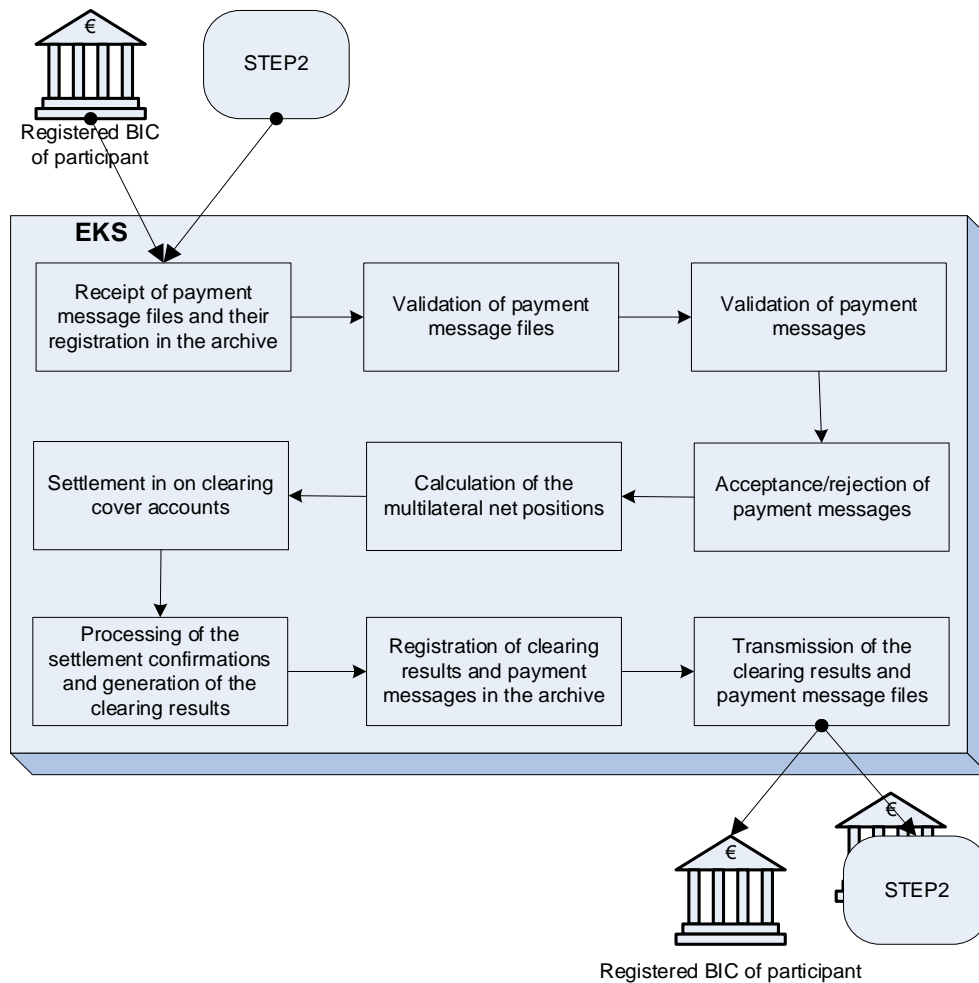 €
STEP2
Registered BIC
of participant
EKS
Receipt of payment
message files and their
registration in the archive
Validation of payment
message files
Validation of payment
messages
Settlement in on clearing
cover accounts
Calculation of the
multilateral net positions
Acceptance/rejection of
payment messages
Processing of the
settlement confirmations
and generation of the
clearing results
Registration of clearing
results and payment
messages in the archive
Transmission of the
clearing results and
payment message files
€
€
STEP2
Registered BIC of participant